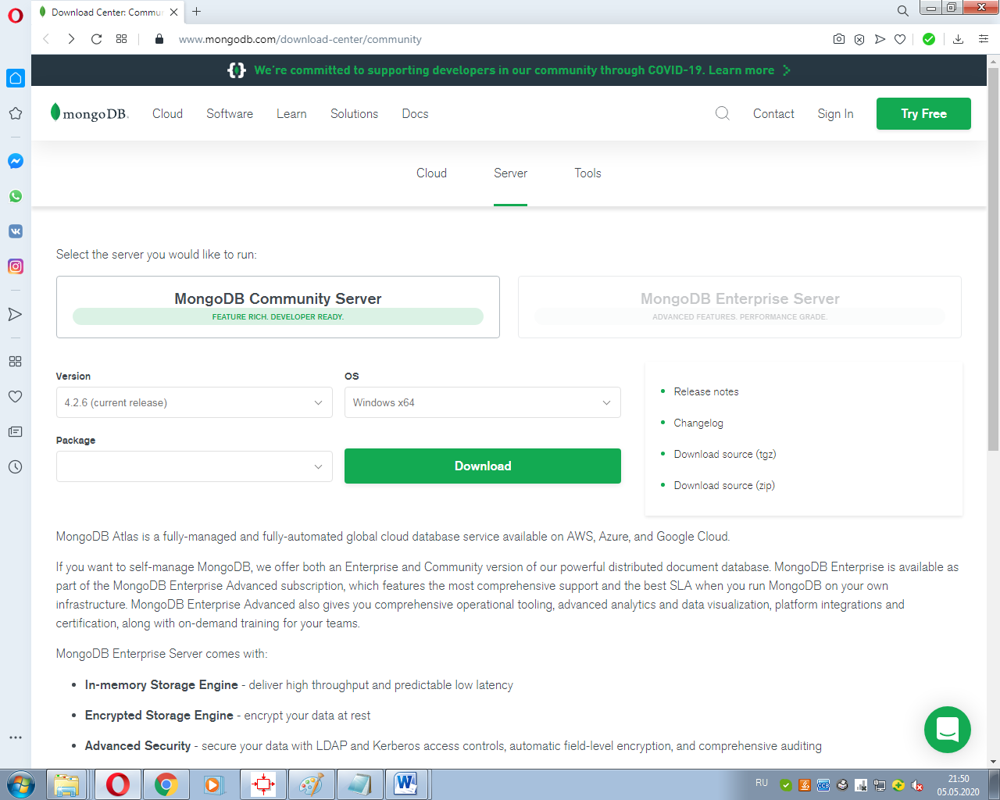 Download Center: Commun
www.mongodb.com/download-center/community
We're committed to supporting developers in our community through COVID-19. Learn more
mongoDB.
Cloud
Software
Learn
Solutions
Docs
Contact
Sign In
Try Free
Cloud
Server
Tools
Select the server you would like to run:
MongoDB Community Server
FEATURE RICH. DEVELOPER READY.
MongoDB Enterprise Server
ADVANCED FEATURES. PERFORMANCE GRADE.
Version
4.2.6 (current release)
OS
Windows x64
Package
Download
Release notes
Changelog
Download source (tgz)
Download source (zip)
MongoDB Atlas is a fully-managed and fully-automated global cloud database service available on AWS, Azure, and Google Cloud.
If you want to self-manage MongoDB, we offer both an Enterprise and Community version of our powerful distributed document database. MongoDB Enterprise is available as
part of the MongoDB Enterprise Advanced subscription, which features the most comprehensive support and the best SLA when you run MongoDB on your own
infrastructure. MongoDB Enterprise Advanced also gives you comprehensive operational tooling, advanced analytics and data visualization, platform integrations and
certification, along with on-demand training for your teams.
MongoDB Enterprise Server comes with:
In-memory Storage Engine - deliver high throughput and predictable low latency
Encrypted Storage Engine - encrypt your data at rest
Advanced Security - secure your data with LDAP and Kerberos access controls, automatic field-level encryption, and comprehensive auditing
RU
21:50
05.05.2020